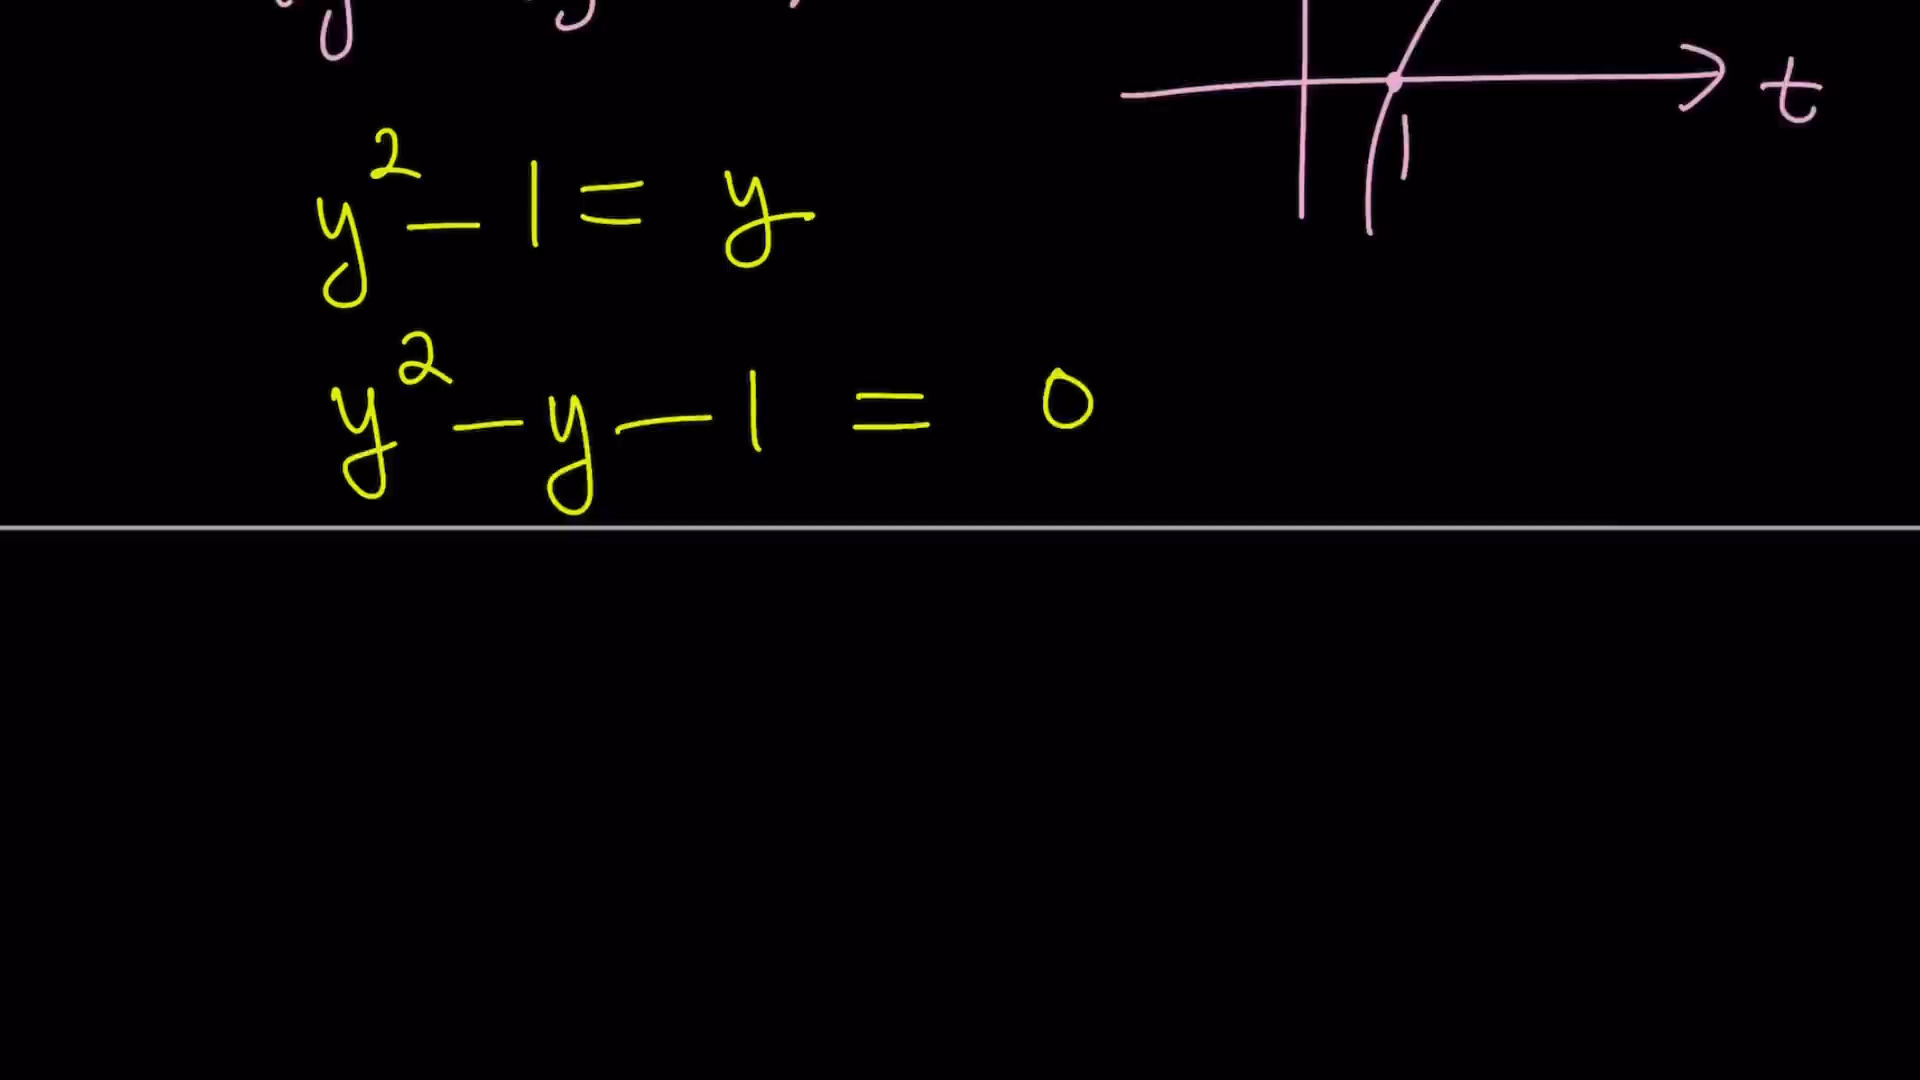 t
1
y² - 1 = y
y² - y - 1 = 0